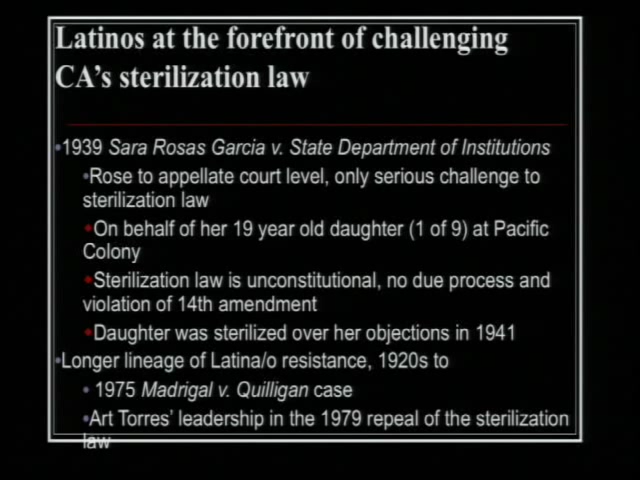 Latinos at the forefront of challenging
CA's sterilization law
•1939 Sara Rosas Garcia v. State Department of Institutions
•Rose to appellate court level, only serious challenge to
sterilization law
•On behalf of her 19 year old daughter (1 of 9) at Pacific
Colony
•Sterilization law is unconstitutional, no due process and
violation of 14th amendment
•Daughter was sterilized over her objections in 1941
•Longer lineage of Latina/o resistance, 1920s to
• 1975 Madrigal v. Quilligan case
•Art Torres' leadership in the 1979 repeal of the sterilization
law